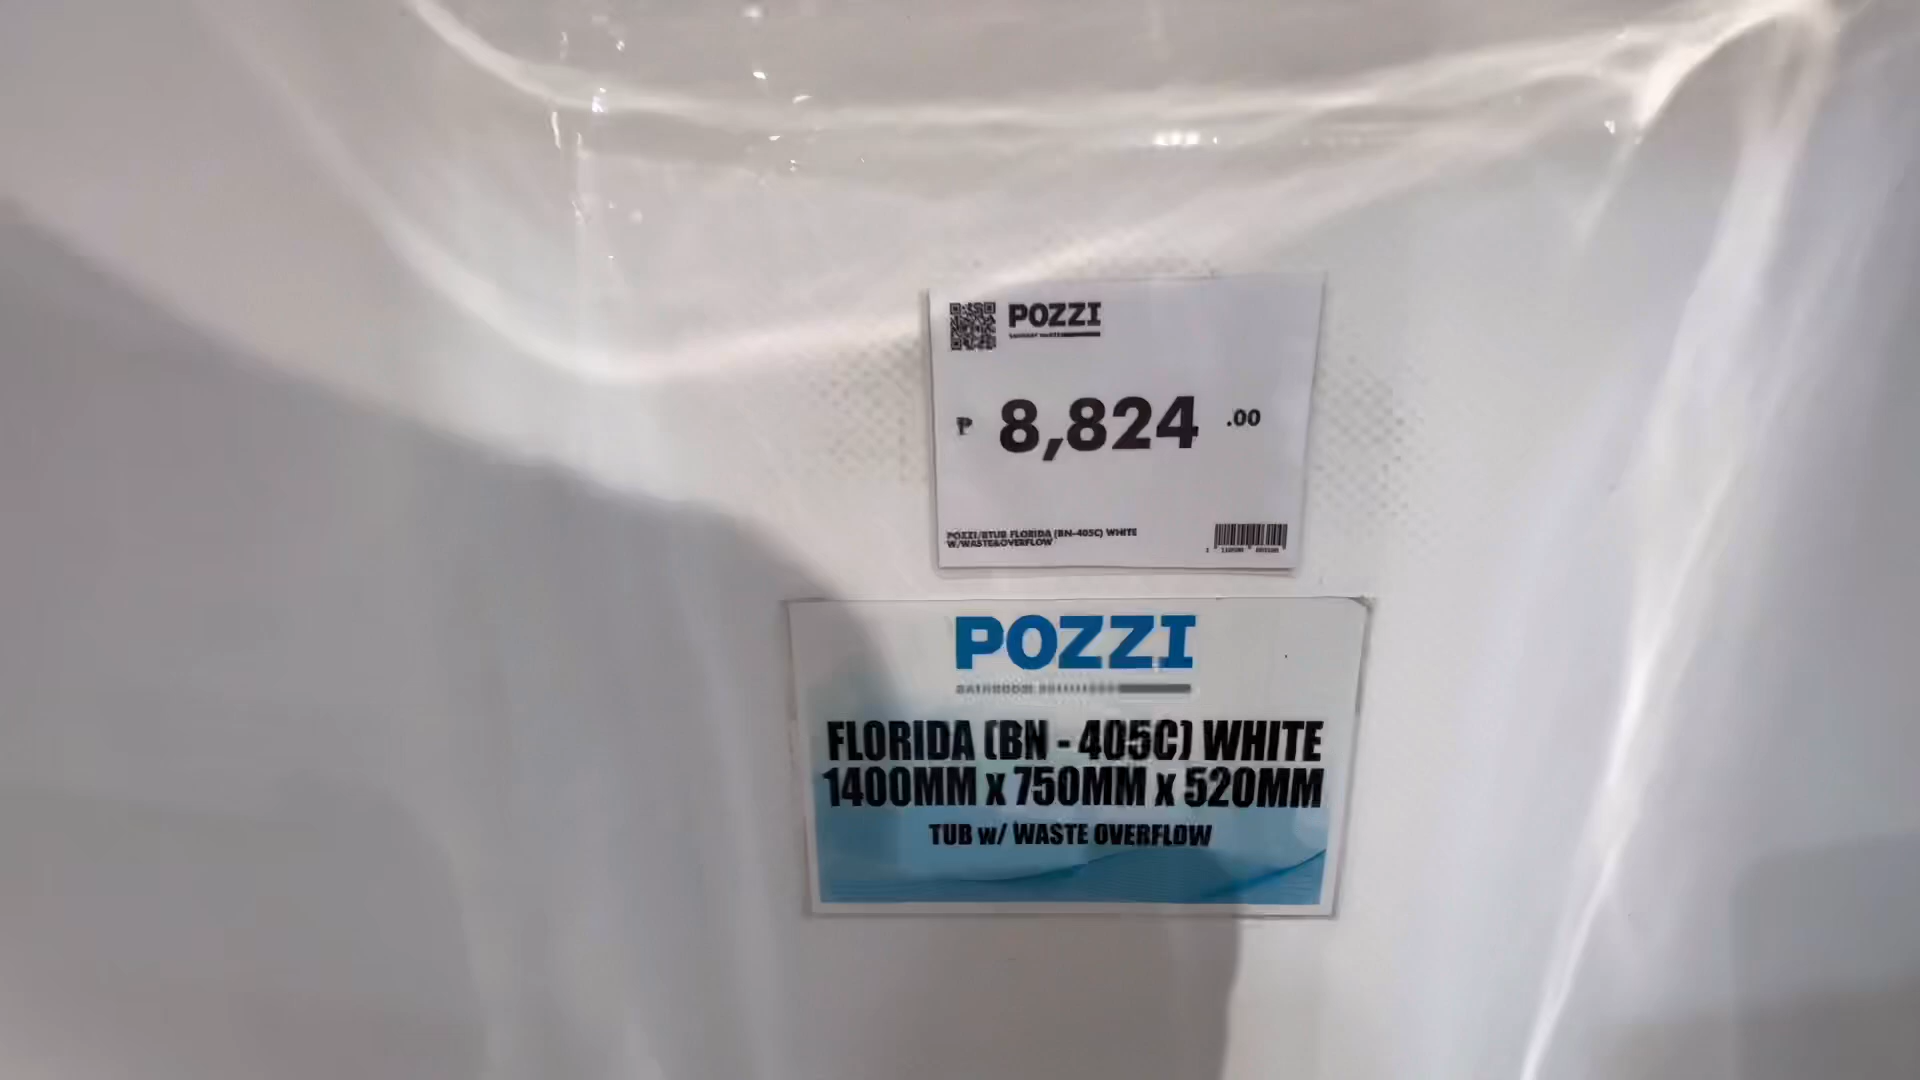 POZZI
₱ 8,824 .00
POZZI/BTUB FLORIDA (BN-405C) WHITE
W/WASTE&OVERFLOW
POZZI
FLORIDA (BN - 405C) WHITE
1400MM x 750MM x 520MM
TUB w/ WASTE OVERFLOW